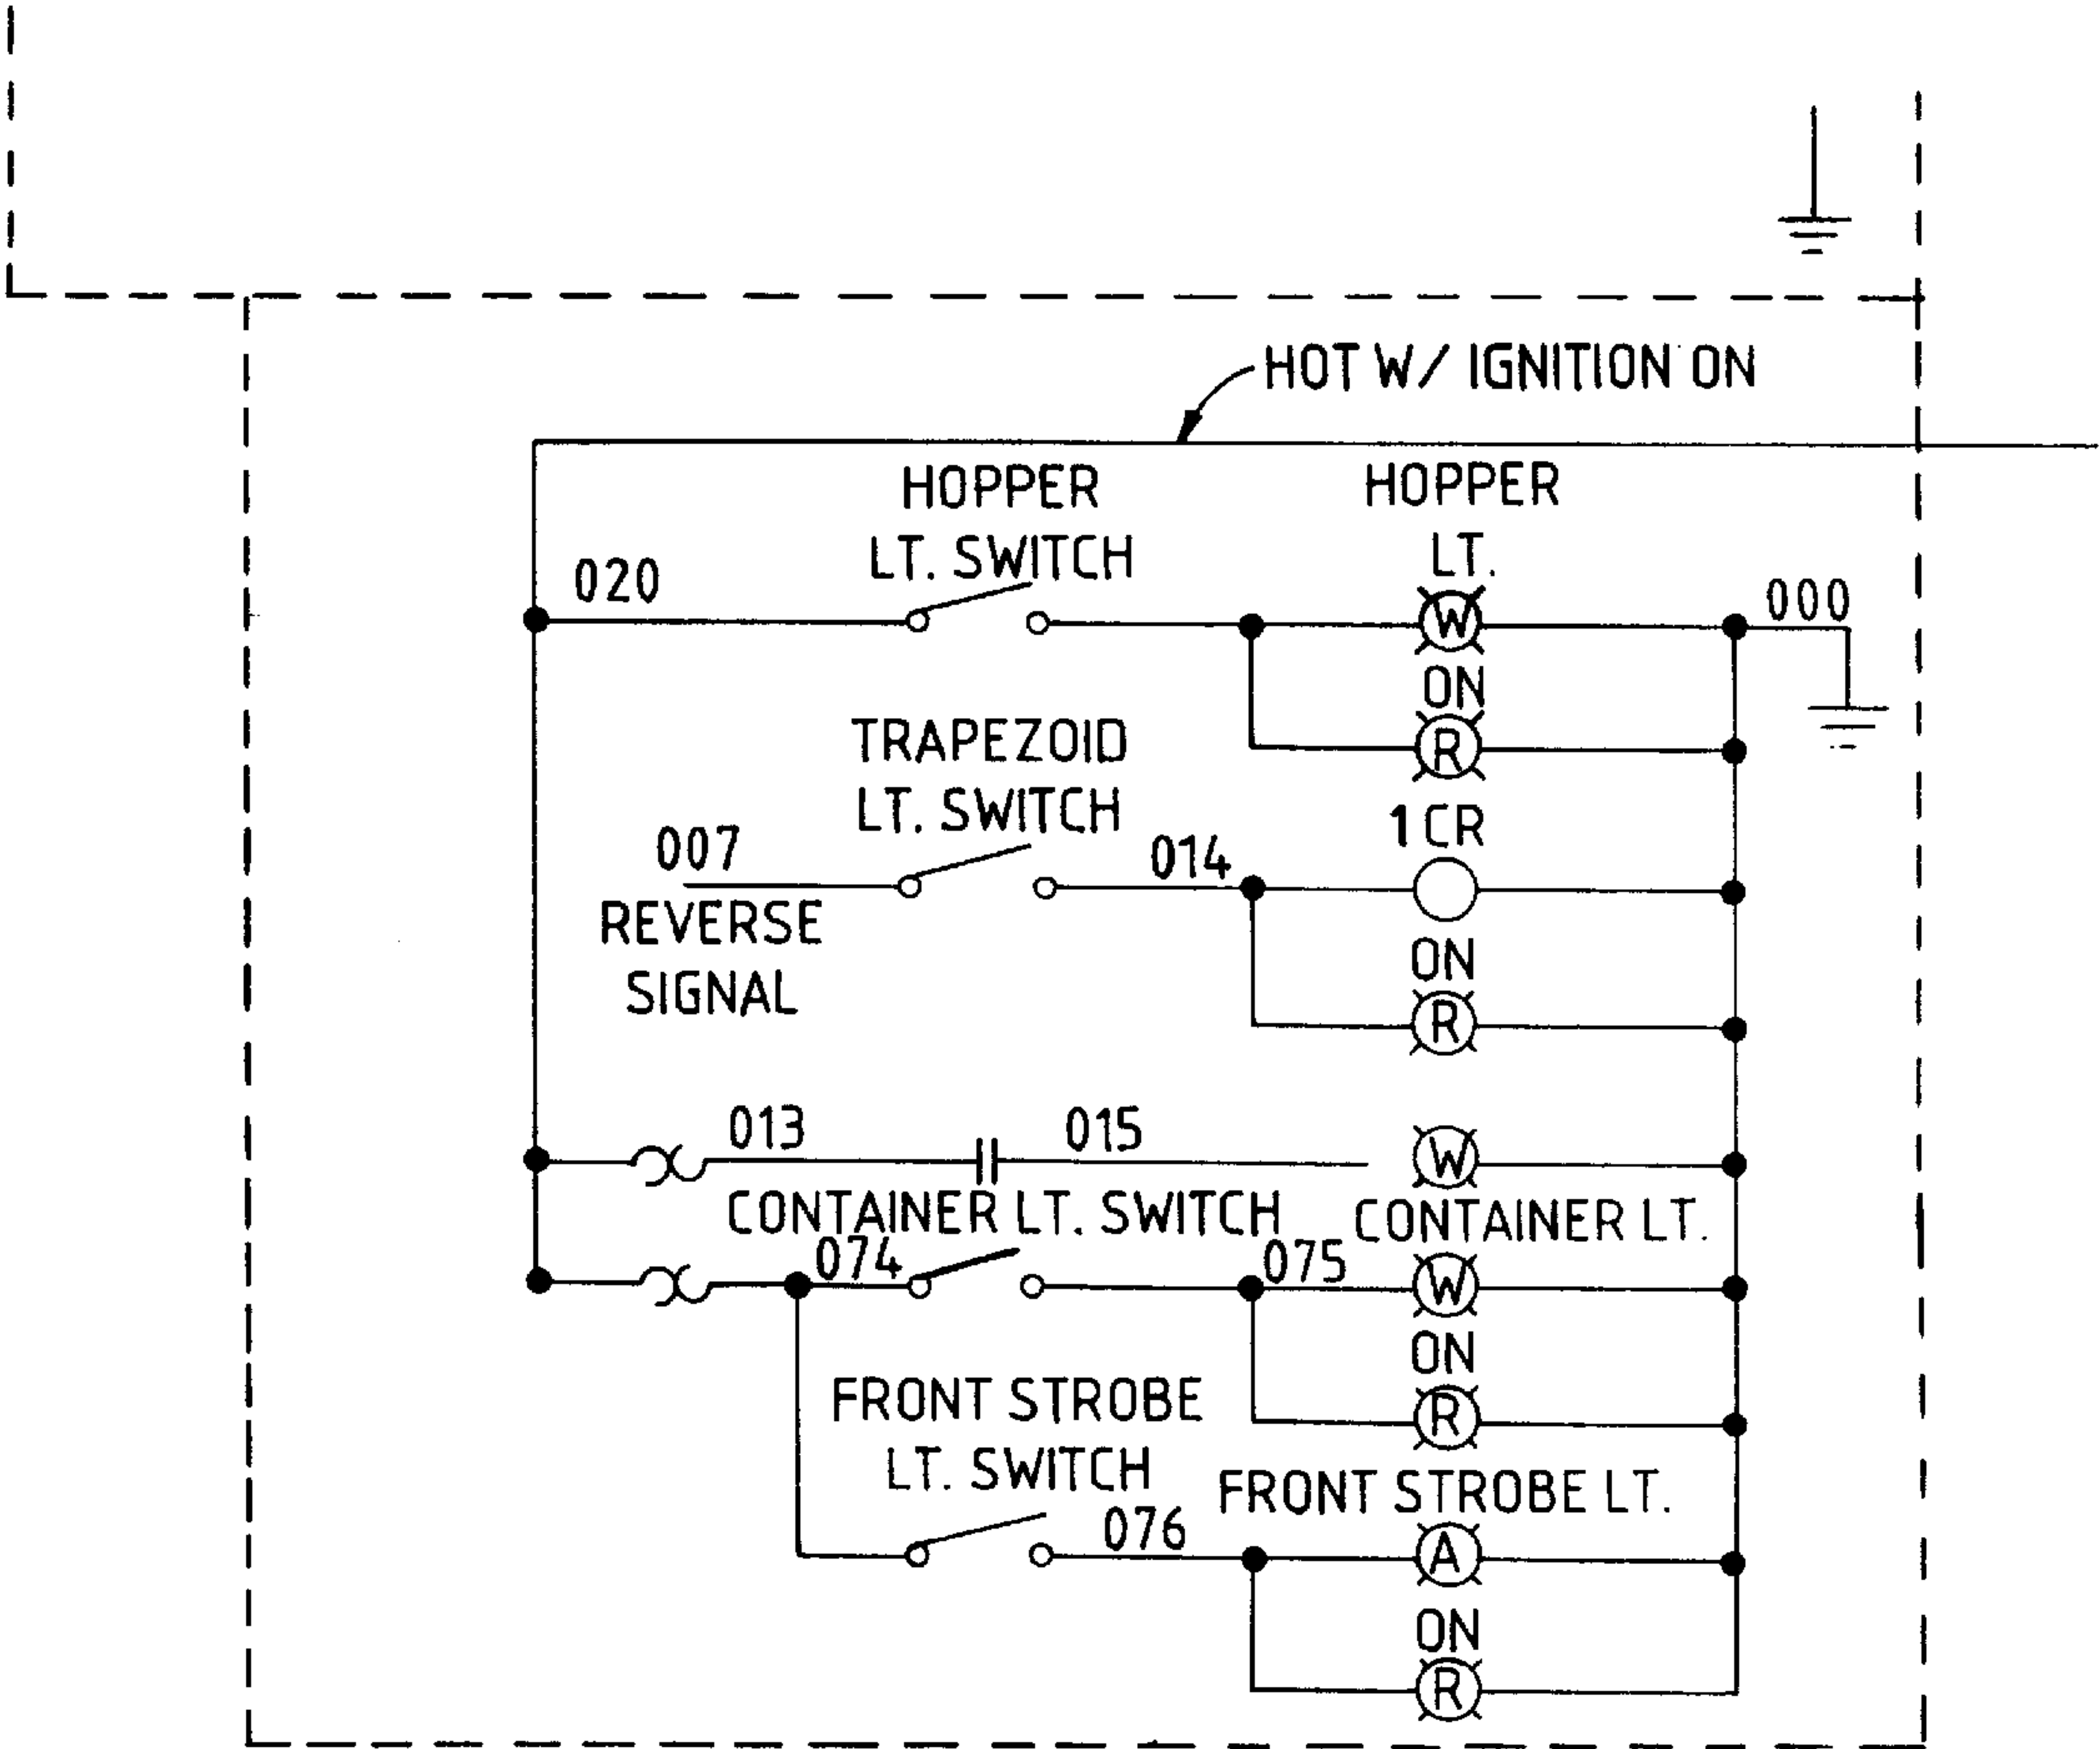 HOT W/ IGNITION ON
HOPPER
LT. SWITCH
HOPPER
LT.
020
W
000
ON
R
TRAPEZOID
LT. SWITCH
007
REVERSE
SIGNAL
014
1 CR
ON
R
013
015
W
CONTAINER LT. SWITCH
CONTAINER LT.
074
075
W
ON
R
FRONT STROBE
LT. SWITCH
FRONT STROBE LT.
076
A
ON
R